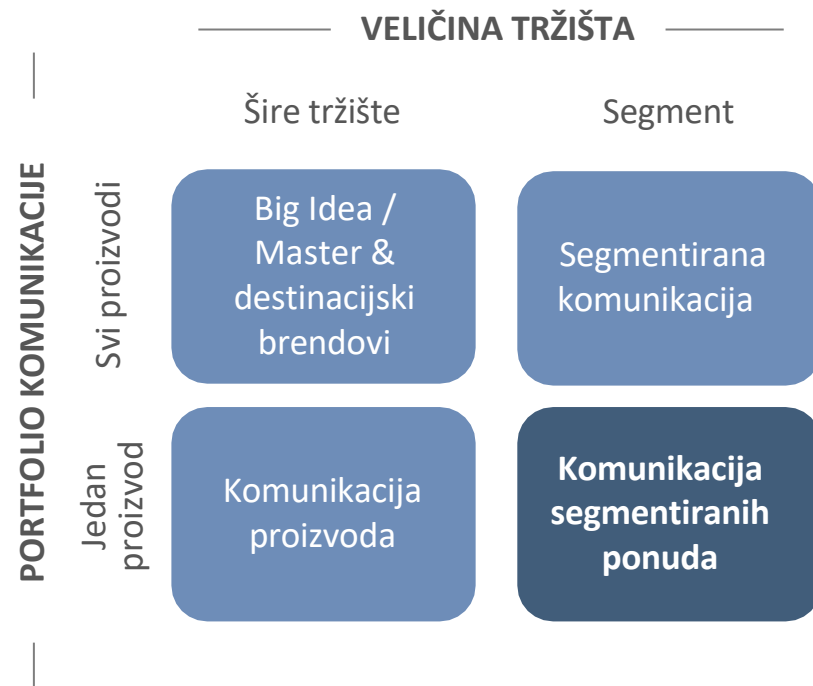 VELIČINA TRŽIŠTA
Šire tržište
Segment
PORTFOLIO KOMUNIKACIJE
Svi proizvodi
Big Idea /
Master &
destinacijski
brendovi
Segmentirana
komunikacija
Jedan
proizvod
Komunikacija
proizvoda
Komunikacija
segmentiranih
ponuda